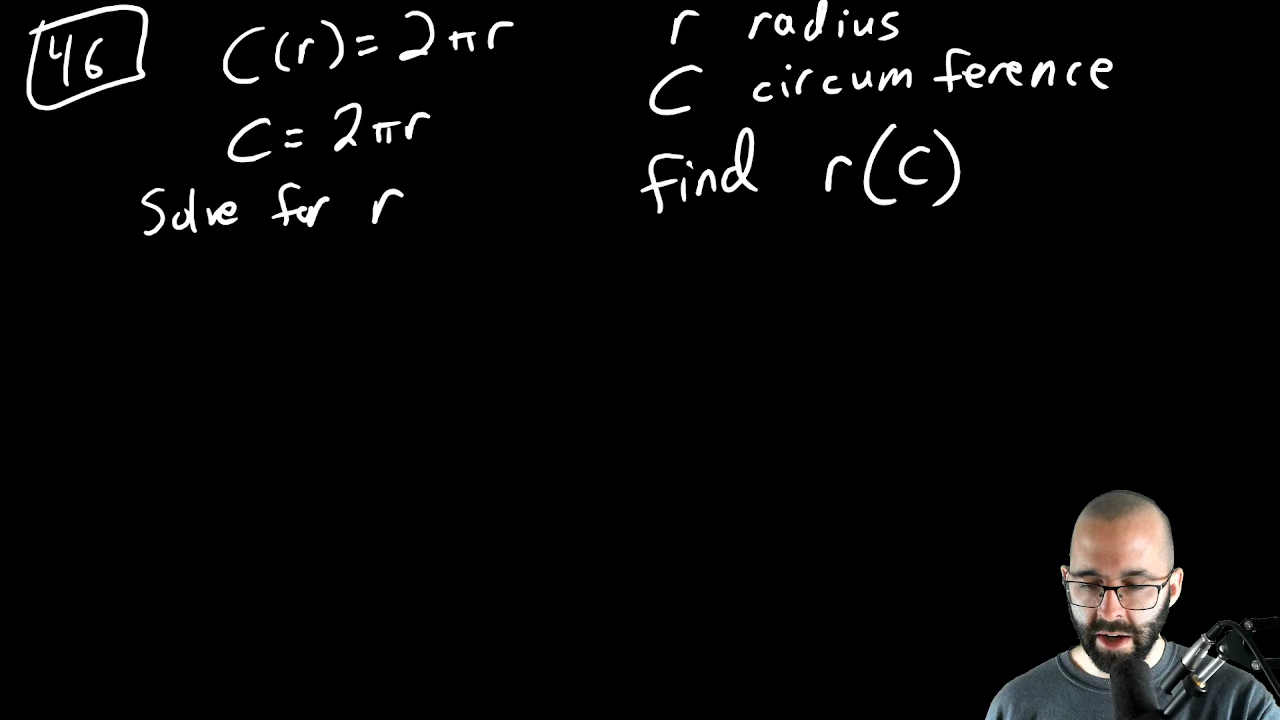 46
C(r) = 2πr
C = 2πr
Solve for r
r radius
C circumference
find r(C)